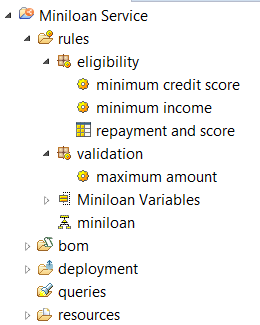 Miniloan Service
rules
eligibility
minimum credit score
minimum income
repayment and score
validation
maximum amount
Miniloan Variables
miniloan
bom
deployment
queries
resources